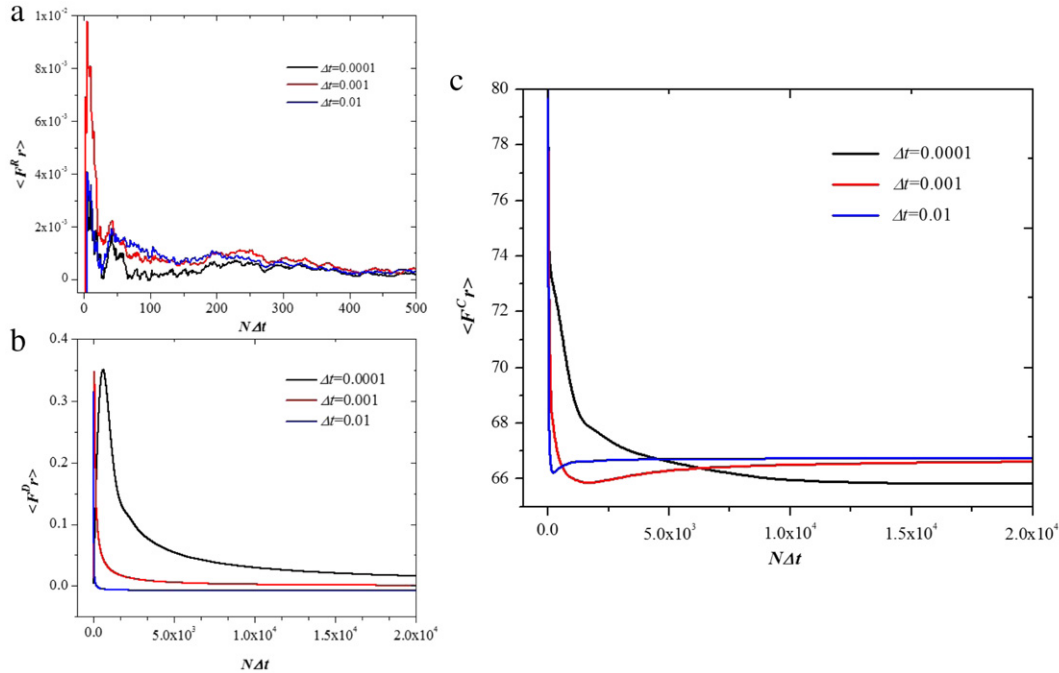 a
1x10⁻²
8x10⁻³
6x10⁻³
4x10⁻³
2x10⁻³
0
<F^R r>
Δt=0.0001
Δt=0.001
Δt=0.01
0 100 200 300 400 500
NΔt
b
0.4
0.3
0.2
0.1
0.0
<F^D r>
Δt=0.0001
Δt=0.001
Δt=0.01
0.0 5.0x10³ 1.0x10⁴ 1.5x10⁴ 2.0x10⁴
NΔt
c
80
78
76
74
72
70
68
66
<F^C r>
Δt=0.0001
Δt=0.001
Δt=0.01
0.0 5.0x10³ 1.0x10⁴ 1.5x10⁴ 2.0x10⁴
NΔt